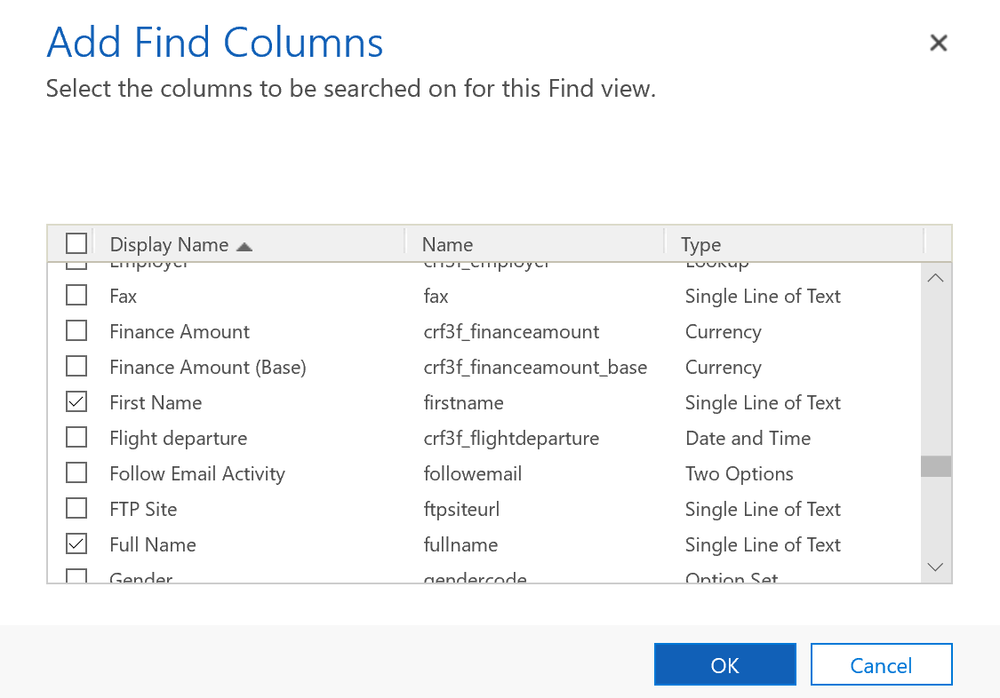 Add Find Columns
Select the columns to be searched on for this Find view.
Display Name Name Type
Employer crf3f_employer Lookup
Fax fax Single Line of Text
Finance Amount crf3f_financeamount Currency
Finance Amount (Base) crf3f_financeamount_base Currency
First Name firstname Single Line of Text
Flight departure crf3f_flightdeparture Date and Time
Follow Email Activity followemail Two Options
FTP Site ftpsiteurl Single Line of Text
Full Name fullname Single Line of Text
Gender gendercode Option Set
OK Cancel